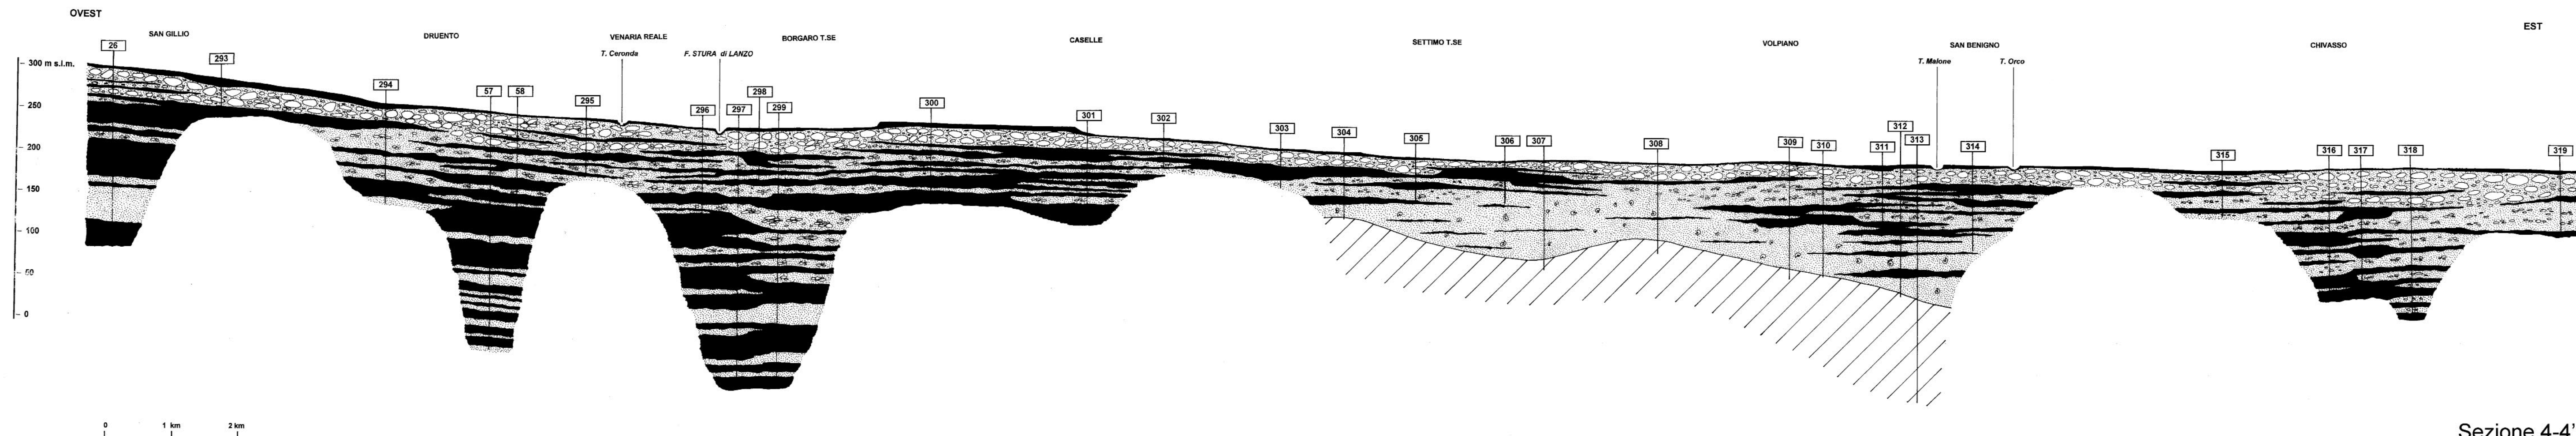 OVEST
EST
SAN GILLIO
DRUENTO
VENARIA REALE
BORGARO T.SE
CASELLE
SETTIMO T.SE
VOLPIANO
SAN BENIGNO
CHIVASSO
T. Ceronda
F. STURA di LANZO
T. Malone
T. Orco
26
293
294
57
58
295
296
297
298
299
300
301
302
303
304
305
306
307
308
309
310
311
312
313
314
315
316
317
318
319
300 m s.l.m.
250
200
150
100
50
0
0 1 km 2 km
Sezione 4-4'